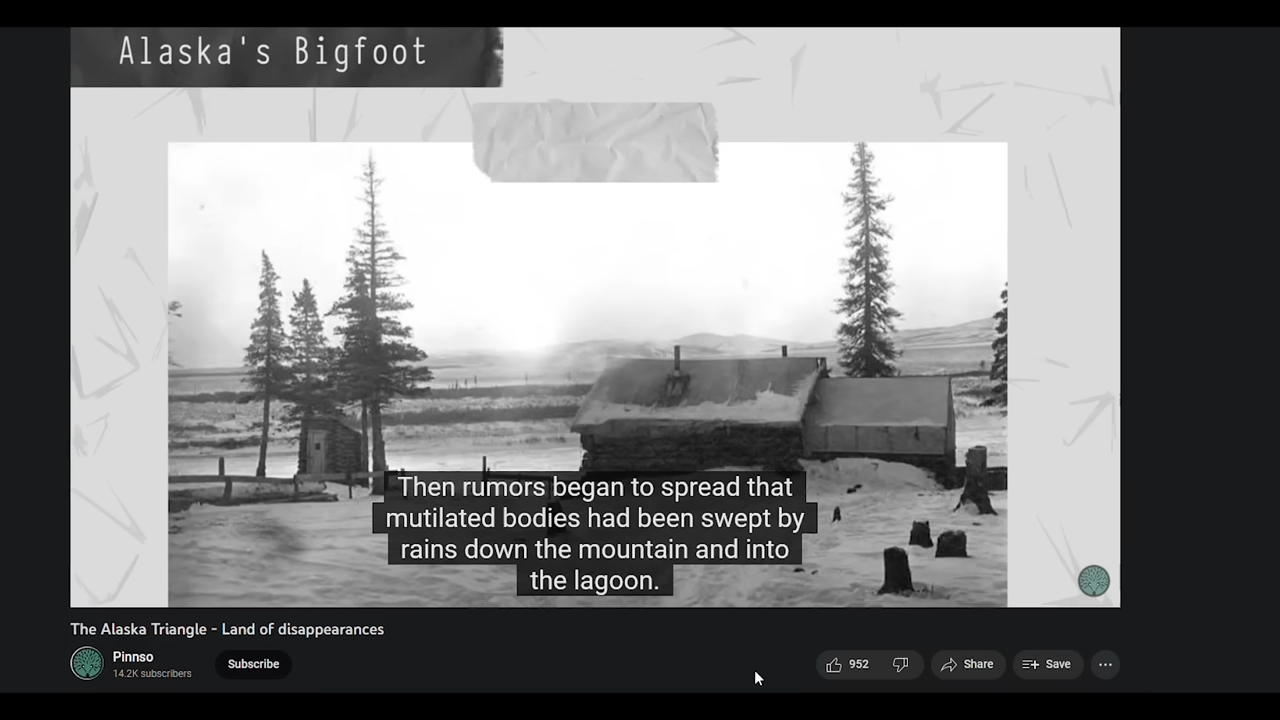 Alaska's Bigfoot
Then rumors began to spread that
mutilated bodies had been swept by
rains down the mountain and into
the lagoon.
The Alaska Triangle - Land of disappearances
Pinnso
14.2K subscribers
Subscribe
952
Share
Save